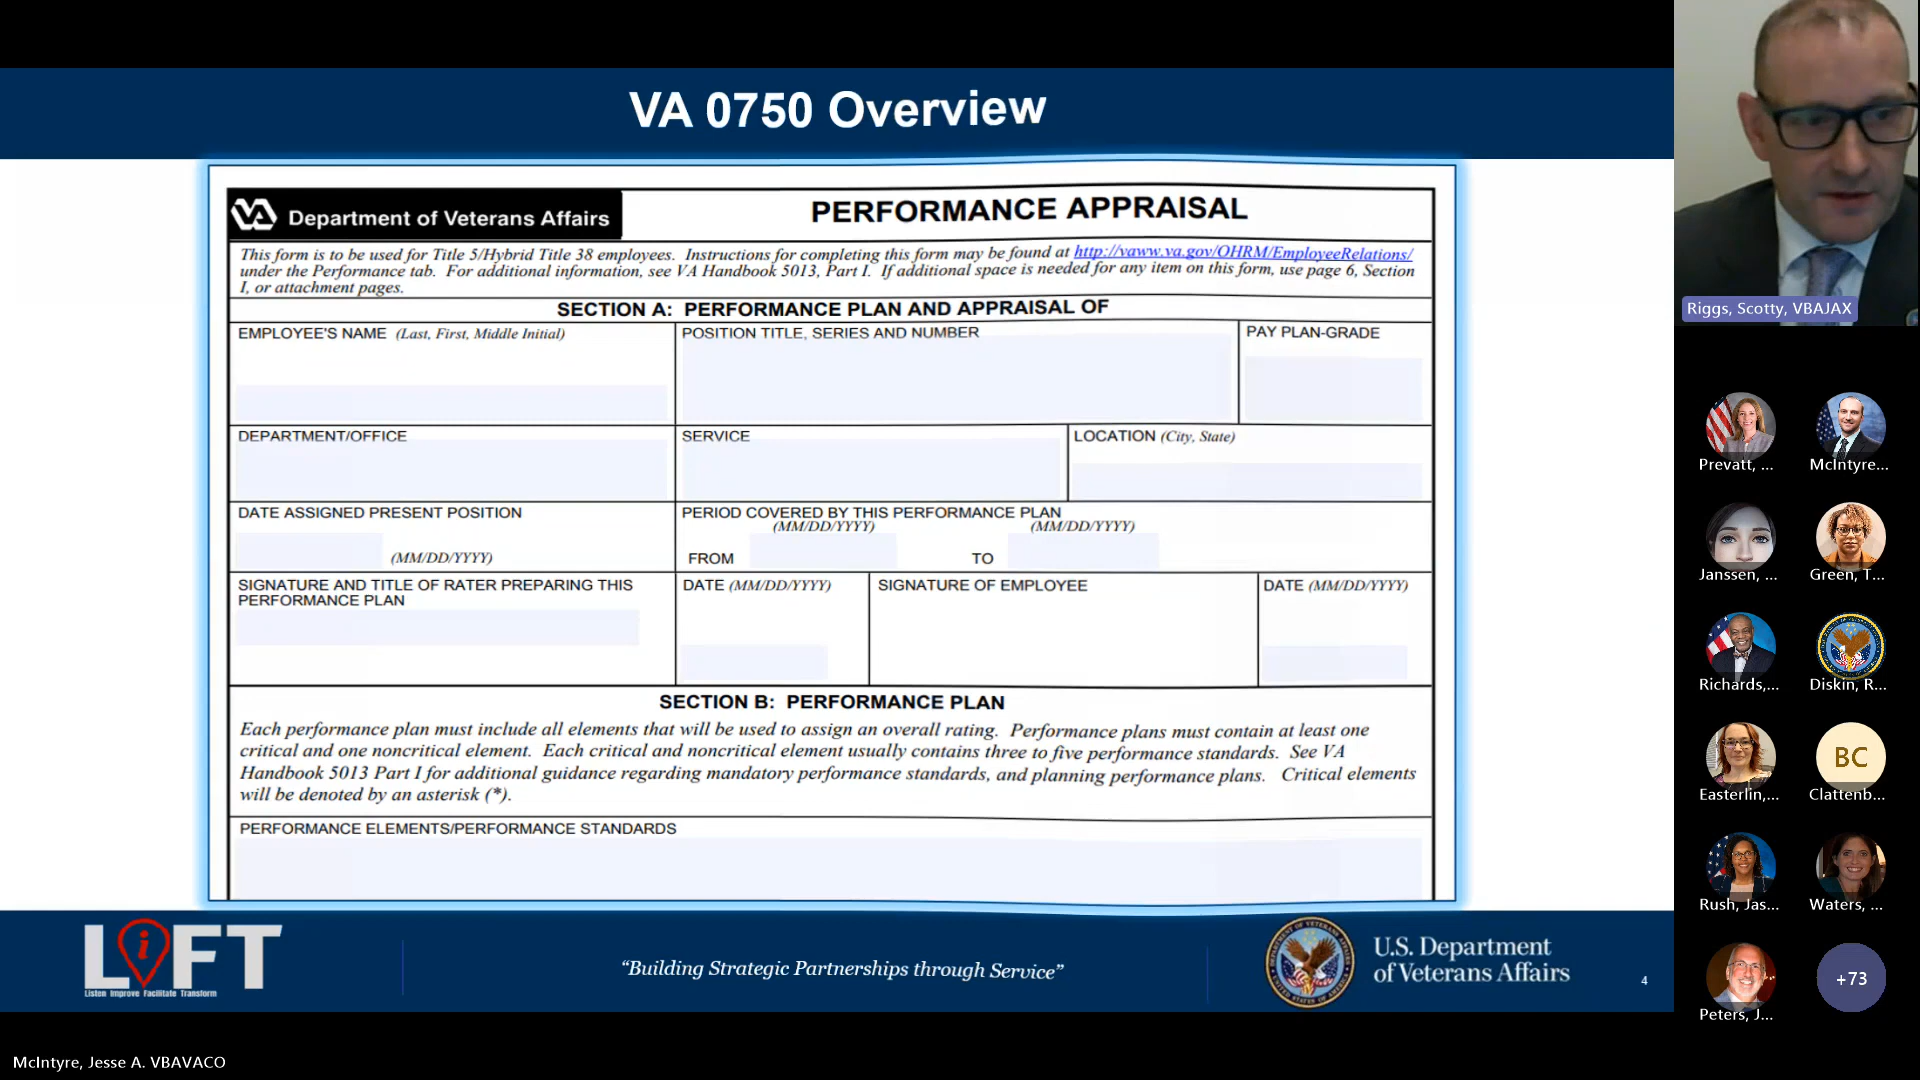 VA 0750 Overview
VA Department of Veterans Affairs
PERFORMANCE APPRAISAL
This form is to be used for Title 5/Hybrid Title 38 employees. Instructions for completing this form may be found at http://vaww.va.gov/OHRM/EmployeeRelations/
under the Performance tab. For additional information, see VA Handbook 5013, Part I. If additional space is needed for any item on this form, use page 6, Section
I, or attachment pages.
SECTION A: PERFORMANCE PLAN AND APPRAISAL OF
EMPLOYEE'S NAME (Last, First, Middle Initial)
POSITION TITLE, SERIES AND NUMBER
PAY PLAN-GRADE
DEPARTMENT/OFFICE
SERVICE
LOCATION (City, State)
DATE ASSIGNED PRESENT POSITION
(MM/DD/YYYY)
PERIOD COVERED BY THIS PERFORMANCE PLAN
(MM/DD/YYYY) (MM/DD/YYYY)
FROM TO
SIGNATURE AND TITLE OF RATER PREPARING THIS
PERFORMANCE PLAN
DATE (MM/DD/YYYY)
SIGNATURE OF EMPLOYEE
DATE (MM/DD/YYYY)
SECTION B: PERFORMANCE PLAN
Each performance plan must include all elements that will be used to assign an overall rating. Performance plans must contain at least one
critical and one noncritical element. Each critical and noncritical element usually contains three to five performance standards. See VA
Handbook 5013 Part I for additional guidance regarding mandatory performance standards, and planning performance plans. Critical elements
will be denoted by an asterisk (*).
PERFORMANCE ELEMENTS/PERFORMANCE STANDARDS
LiFT
Listen Improve Facilitate Transform
“Building Strategic Partnerships through Service”
U.S. Department
of Veterans Affairs
4
McIntyre, Jesse A. VBAVACO
Riggs, Scotty, VBAJAX
Prevatt, ...
McIntyre...
Janssen, ...
Green, T...
Richards,...
Diskin, R...
Easterlin,...
BC
Clattenb...
Rush, Jas...
Waters, ...
Peters, J...
+73